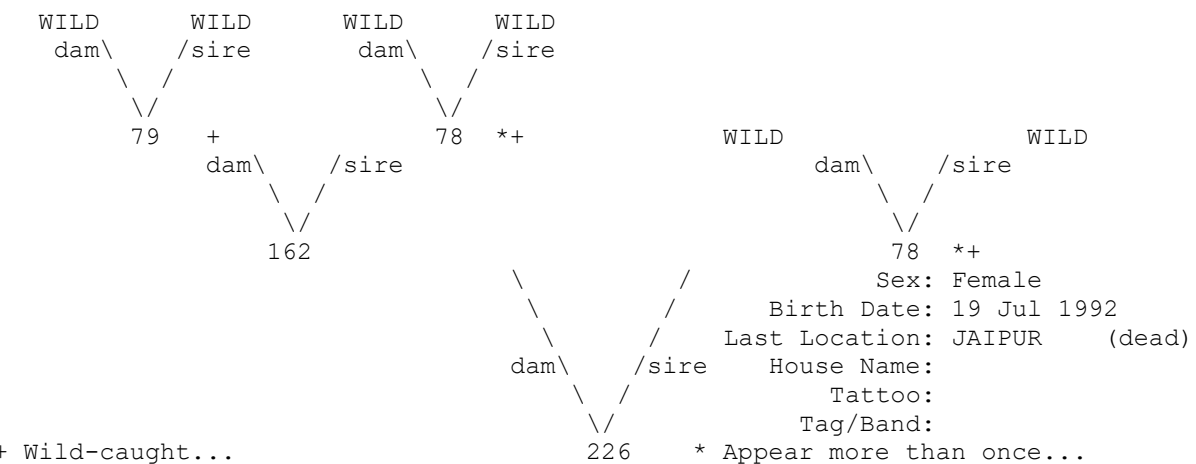 WILD WILD WILD WILD
dam\ /sire dam\ /sire
\ / \ /
\/ \/
79 + 78 *+ WILD WILD
dam\ /sire dam\ /sire
\ / \ /
\/ \/
162 78 *+
\ / Sex: Female
\ / Birth Date: 19 Jul 1992
\ / Last Location: JAIPUR (dead)
dam\ /sire House Name:
\ / Tattoo:
\/ Tag/Band:
+ Wild-caught... 226 * Appear more than once...